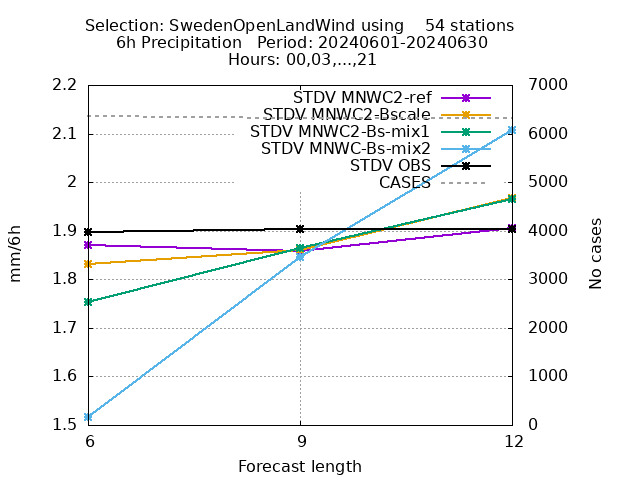 Selection: SwedenOpenLandWind using    54 stations
6h Precipitation   Period: 20240601-20240630
Hours: 00,03,...,21
2.2
2.1
2
1.9
1.8
1.7
1.6
1.5
7000
6000
5000
4000
3000
2000
1000
0
STDV MNWC2-ref
STDV MNWC2-Bscale
STDV MNWC2-Bs-mix1
STDV MNWC-Bs-mix2
STDV OBS
CASES
mm/6h
No cases
6
9
12
Forecast length